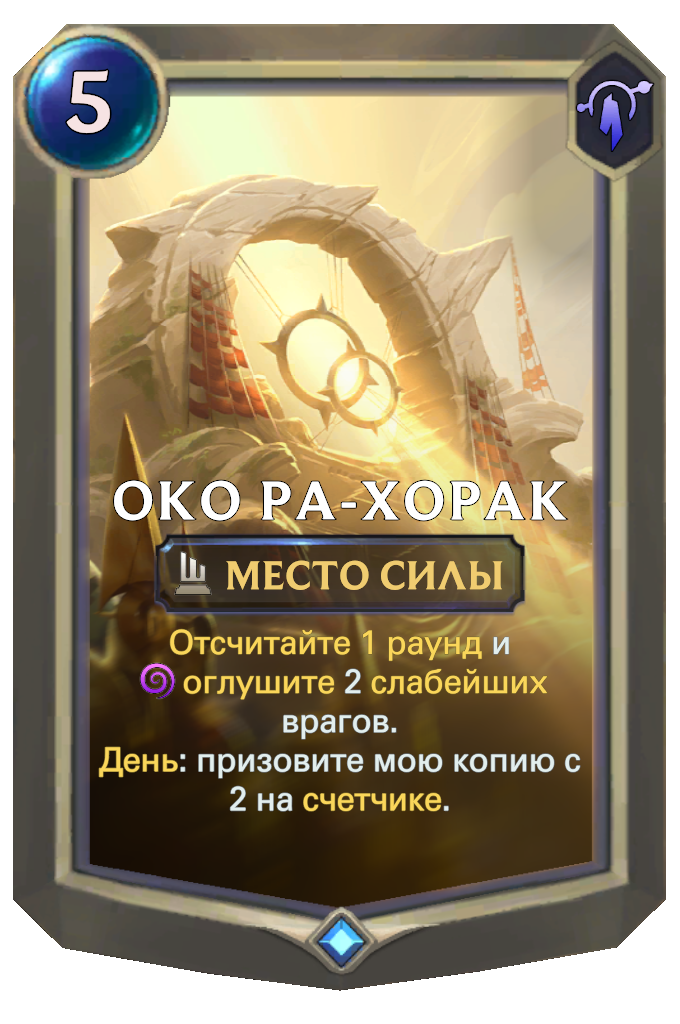 5
ОКО РА-ХОРАК
МЕСТО СИЛЫ
Отсчитайте 1 раунд и
оглушите 2 слабейших
врагов.
День: призовите мою копию с
2 на счетчике.